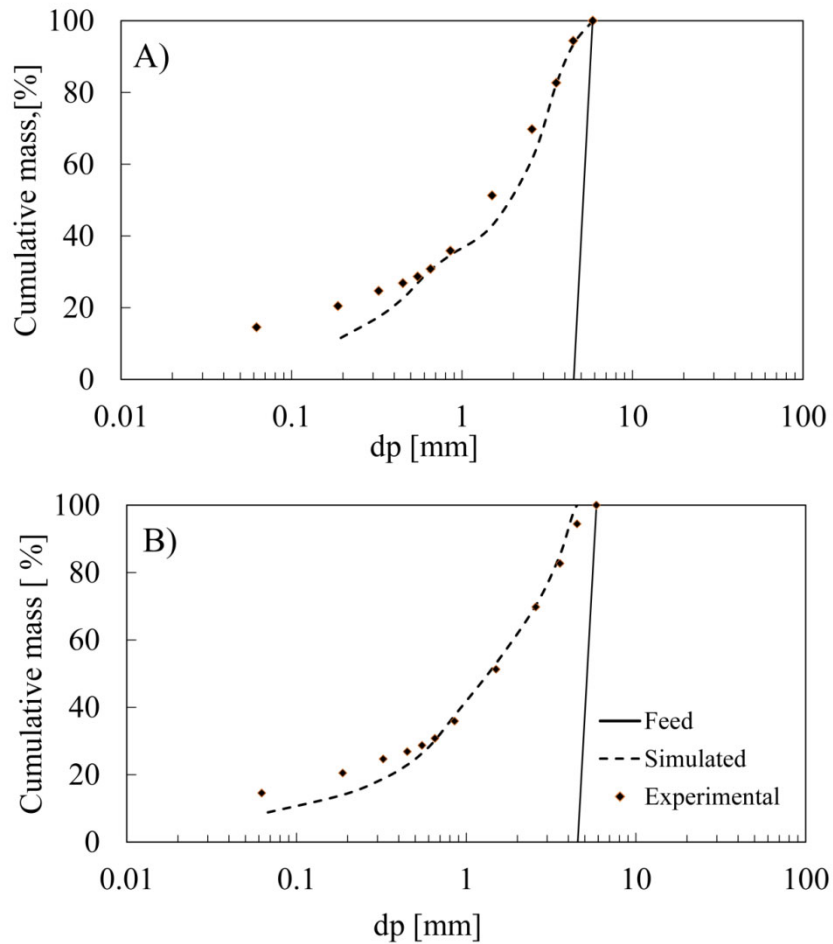 100
A)
80
60
40
20
0
Cumulative mass,[%]
0.01 0.1 1 10 100
dp [mm]
100
B)
80
60
40
20
0
Cumulative mass [ %]
Feed
Simulated
Experimental
0.01 0.1 1 10 100
dp [mm]